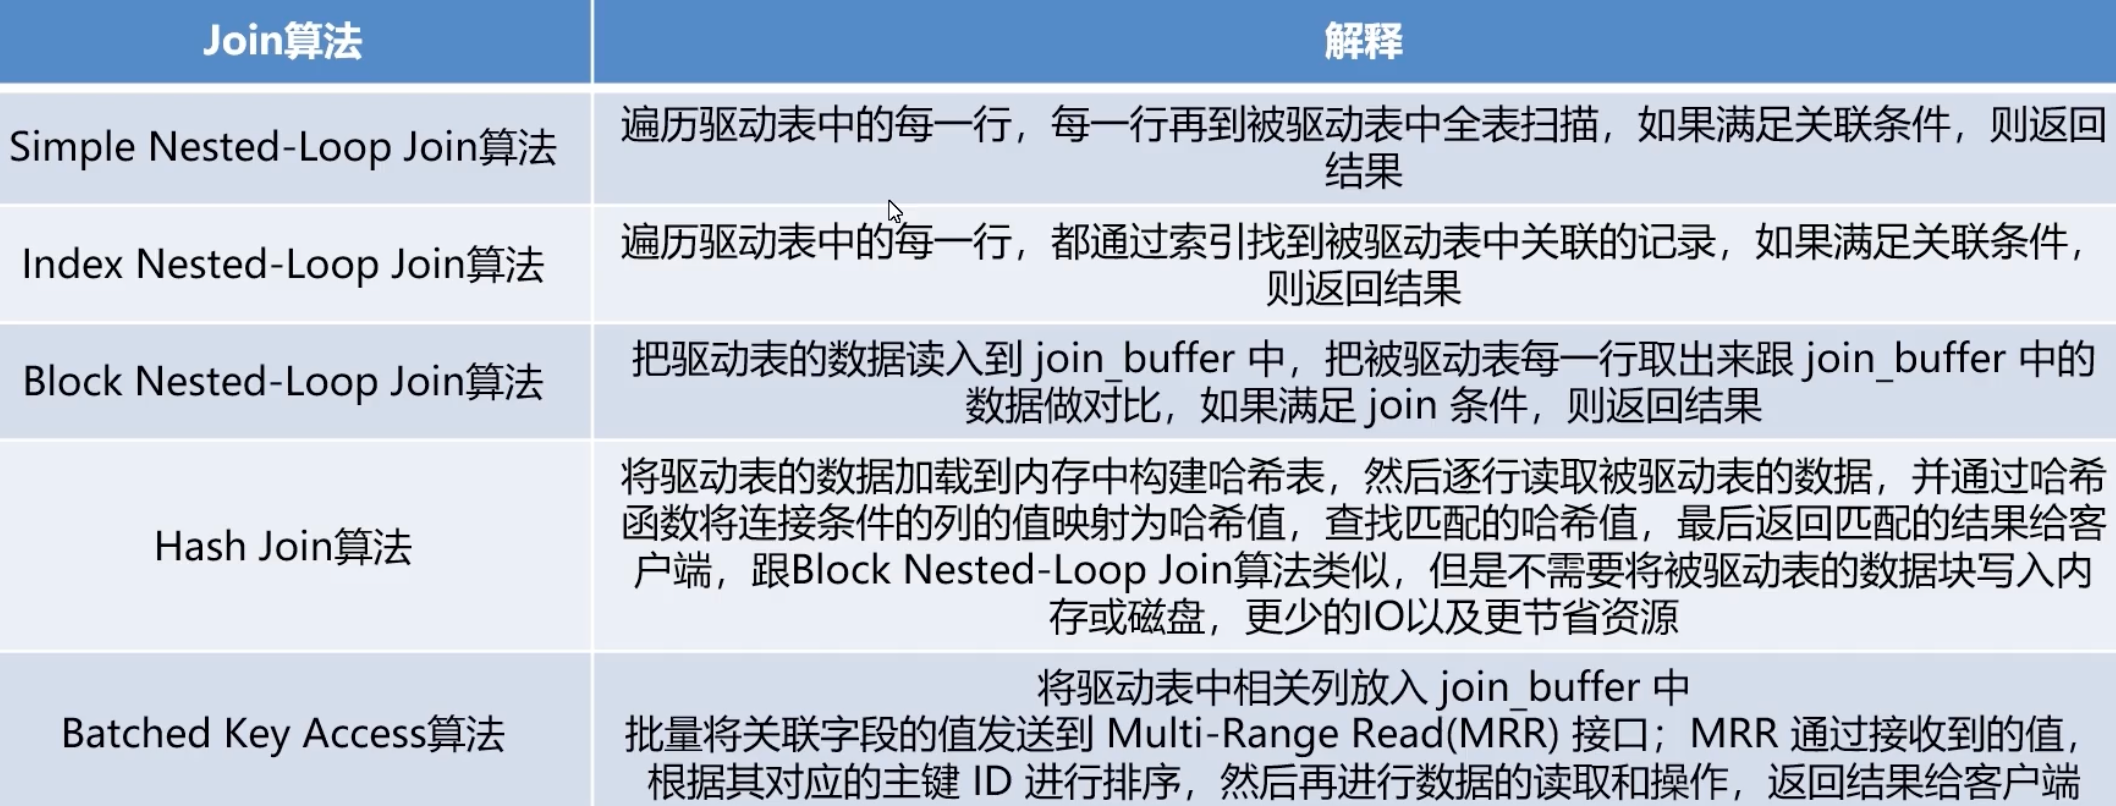 Join算法
解释
Simple Nested-Loop Join算法
遍历驱动表中的每一行，每一行再到被驱动表中全表扫描，如果满足关联条件，则返回
结果
Index Nested-Loop Join算法
遍历驱动表中的每一行，都通过索引找到被驱动表中关联的记录，如果满足关联条件，
则返回结果
Block Nested-Loop Join算法
把驱动表的数据读入到 join_buffer 中，把被驱动表每一行取出来跟 join_buffer 中的
数据做对比，如果满足 join 条件，则返回结果
Hash Join算法
将驱动表的数据加载到内存中构建哈希表，然后逐行读取被驱动表的数据，并通过哈希
函数将连接条件的列的值映射为哈希值，查找匹配的哈希值，最后返回匹配的结果给客
户端，跟Block Nested-Loop Join算法类似，但是不需要将被驱动表的数据块写入内
存或磁盘，更少的IO以及更节省资源
Batched Key Access算法
将驱动表中相关列放入 join_buffer 中
批量将关联字段的值发送到 Multi-Range Read(MRR) 接口；MRR 通过接收到的值，
根据其对应的主键 ID 进行排序，然后再进行数据的读取和操作，返回结果给客户端